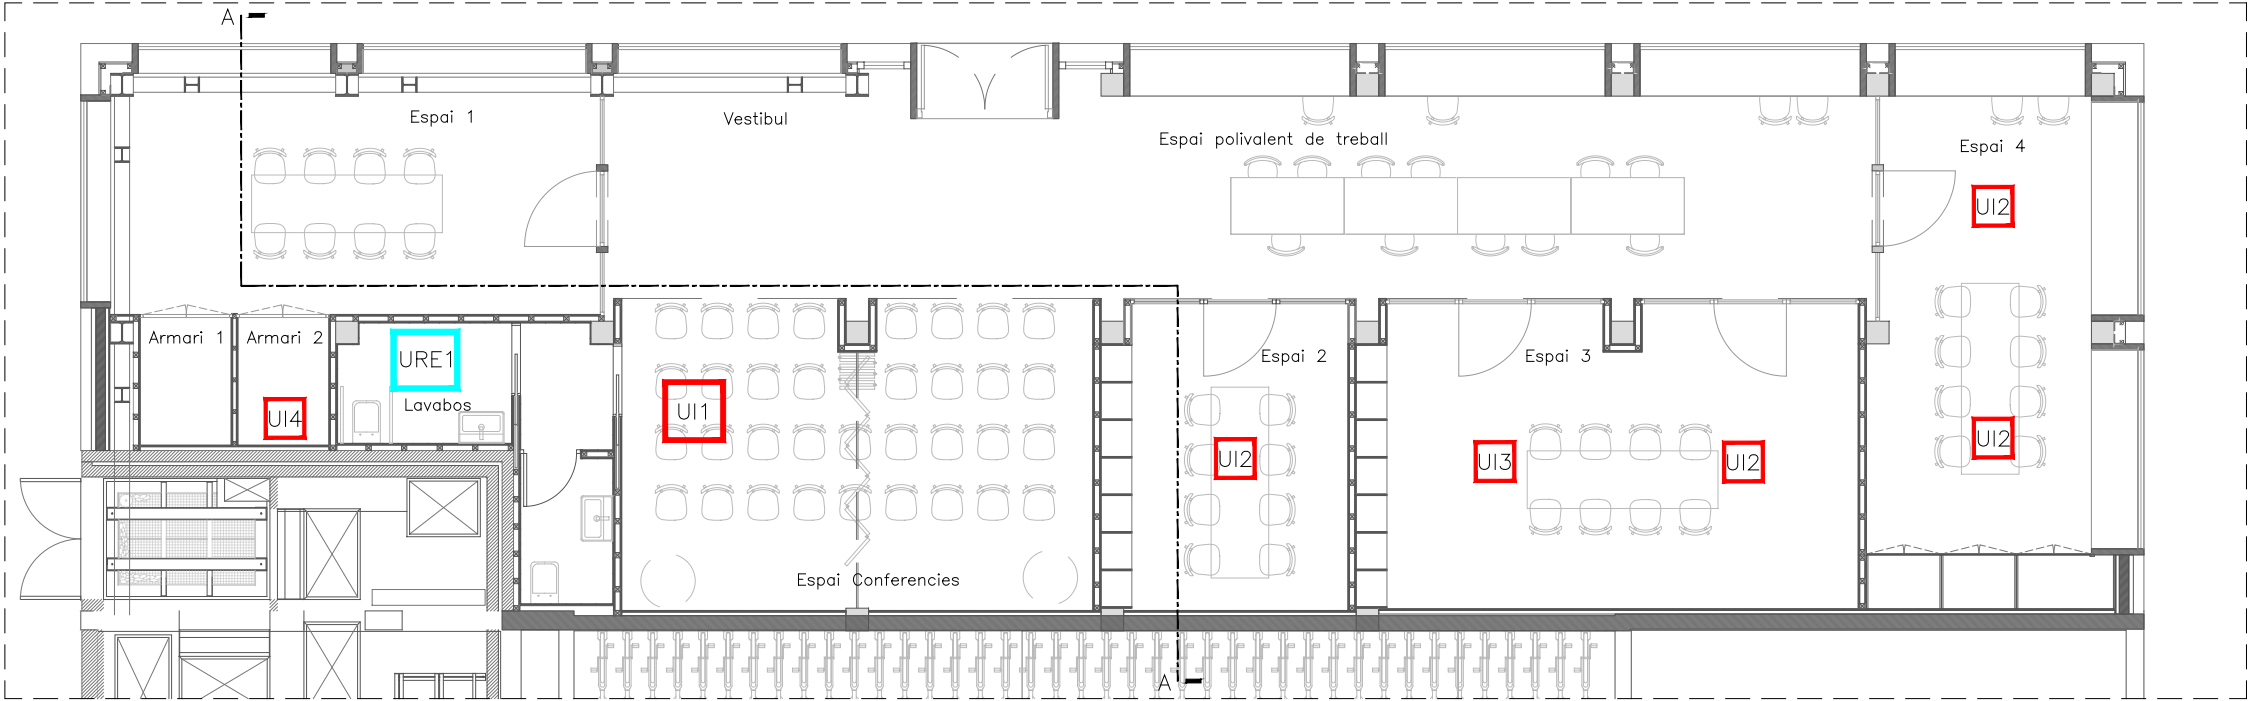 A
Espai 1
Vestibul
Espai polivalent de treball
Espai 4
UI2
Armari 1
Armari 2
URE1
Lavabos
UI4
UI1
Espai 2
Espai 3
UI2
UI3
UI2
UI2
Espai Conferencies
A